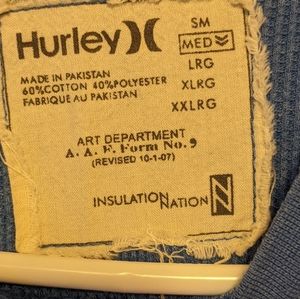 Hurley
SM
MED
LRG
XLRG
XXLRG
MADE IN PAKISTAN
60%COTTON 40%POLYESTER
FABRIQUE AU PAKISTAN
ART DEPARTMENT
A. A. F. Form No. 9
(REVISED 10-1-07)
INSULATION NATION